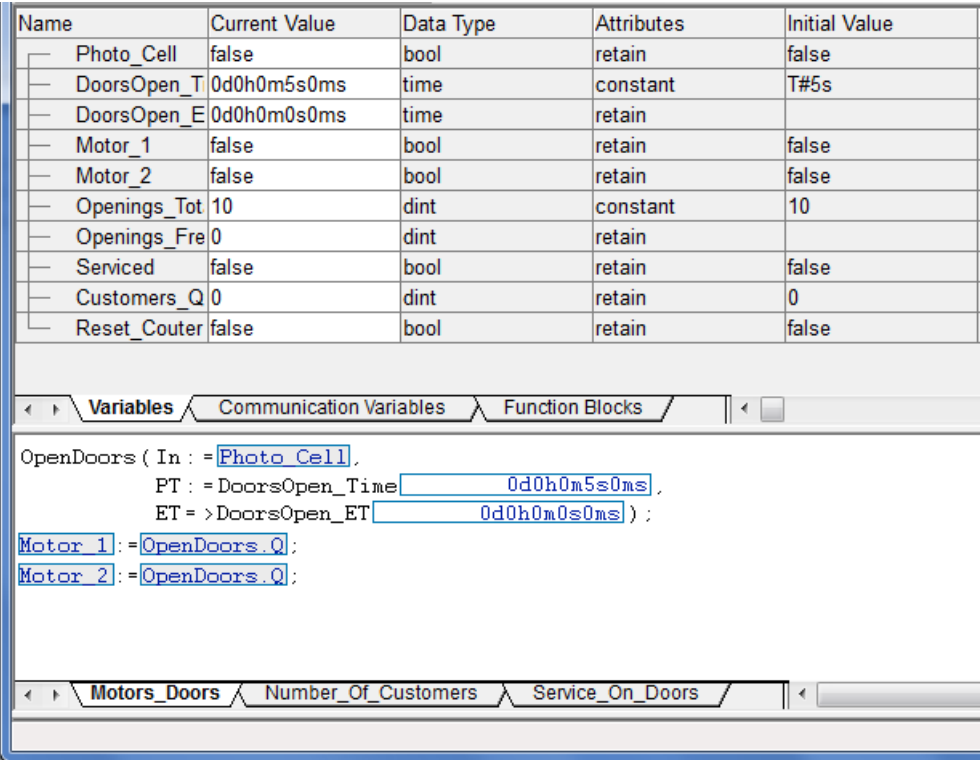 Name Current Value Data Type Attributes Initial Value
Photo_Cell false bool retain false
DoorsOpen_Ti 0d0h0m5s0ms time constant T#5s
DoorsOpen_E 0d0h0m0s0ms time retain
Motor_1 false bool retain false
Motor_2 false bool retain false
Openings_Tot 10 dint constant 10
Openings_Fre 0 dint retain
Serviced false bool retain false
Customers_Q 0 dint retain 0
Reset_Couter false bool retain false
Variables Communication Variables Function Blocks
OpenDoors(In:=Photo_Cell,
PT:=DoorsOpen_Time 0d0h0m5s0ms,
ET=>DoorsOpen_ET 0d0h0m0s0ms);
Motor_1:=OpenDoors.Q;
Motor_2:=OpenDoors.Q;
Motors_Doors Number_Of_Customers Service_On_Doors